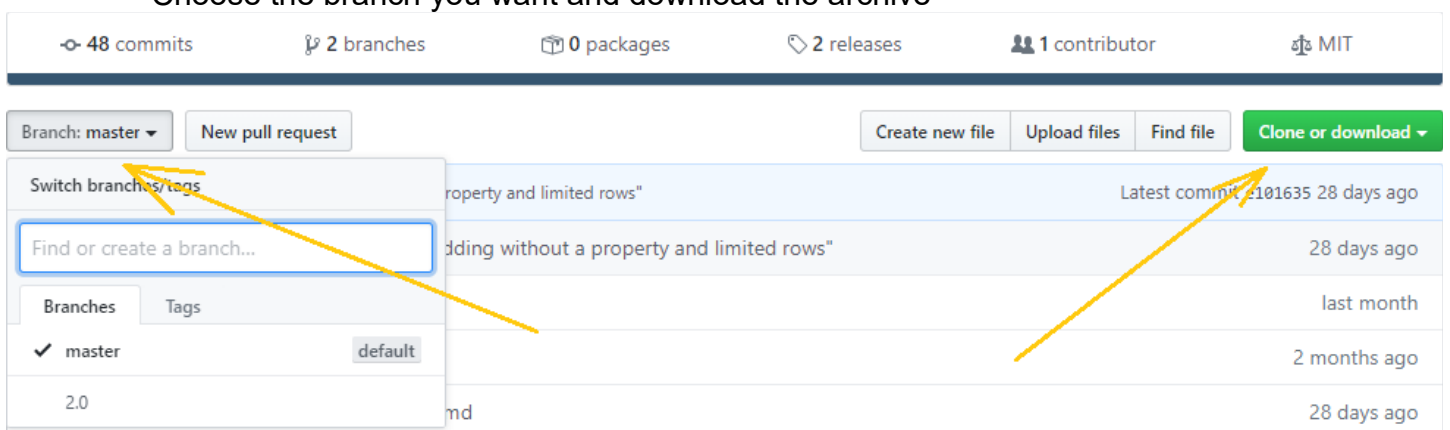 Choose the branch you want and download the archive
48 commits 2 branches 0 packages 2 releases 1 contributor MIT
Branch: master New pull request Create new file Upload files Find file Clone or download
Switch branches/tags
roperty and limited rows" Latest commit e101635 28 days ago
Find or create a branch...
dding without a property and limited rows" 28 days ago
Branches Tags
last month
master default
2 months ago
2.0
md 28 days ago